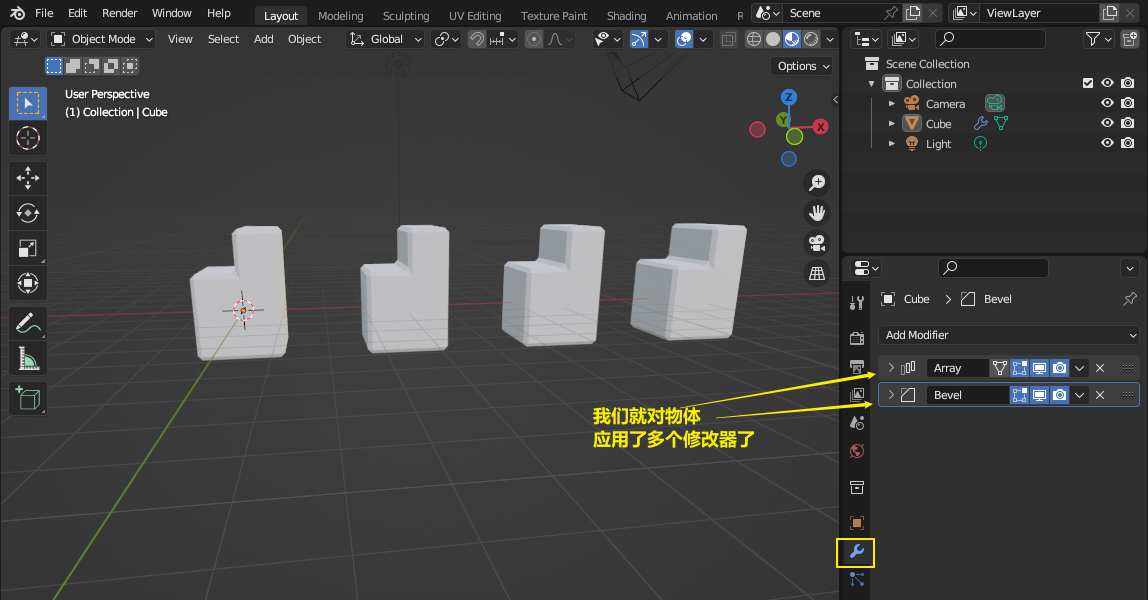 File Edit Render Window Help Layout Modeling Sculpting UV Editing Texture Paint Shading Animation R Scene ViewLayer
Object Mode View Select Add Object Global
Options
User Perspective
(1) Collection | Cube
Z
Y
X
Scene Collection
Collection
Camera
Cube
Light
Cube > Bevel
Add Modifier
Array
Bevel
我们就对物体
应用了多个修改器了